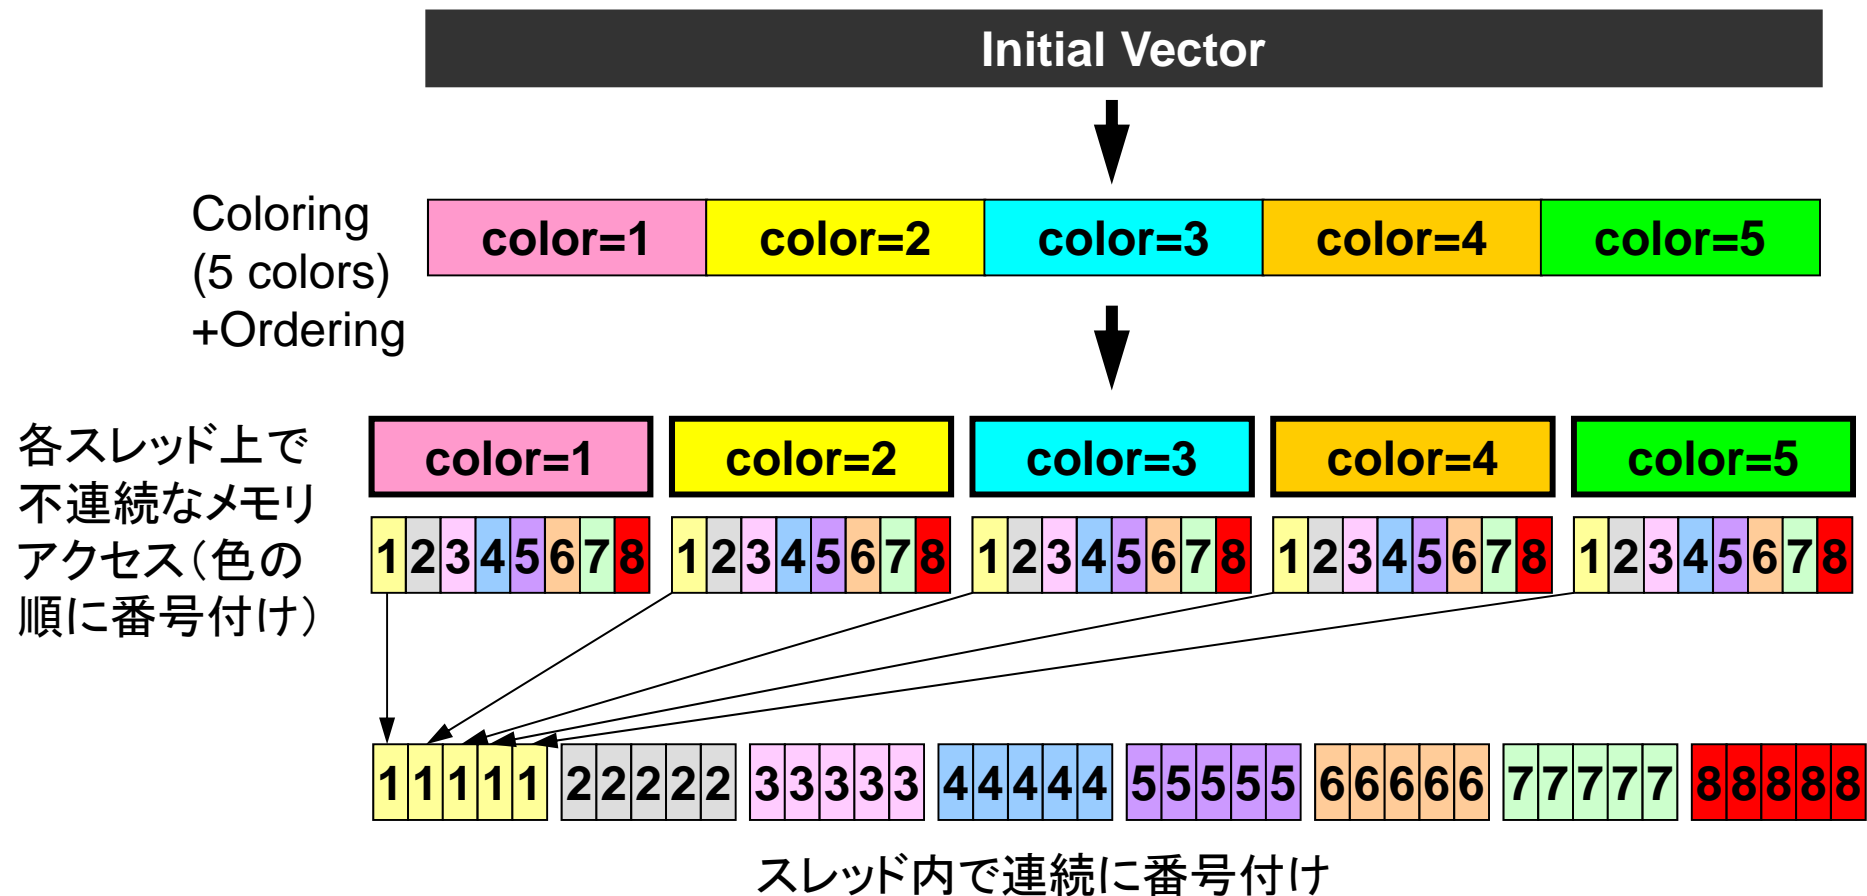 Initial Vector
Coloring
(5 colors)
+Ordering
color=1 color=2 color=3 color=4 color=5
各スレッド上で
不連続なメモリ
アクセス(色の
順に番号付け)
color=1 color=2 color=3 color=4 color=5
1 2 3 4 5 6 7 8 1 2 3 4 5 6 7 8 1 2 3 4 5 6 7 8 1 2 3 4 5 6 7 8 1 2 3 4 5 6 7 8
1 1 1 1 1 2 2 2 2 2 3 3 3 3 3 4 4 4 4 4 5 5 5 5 5 6 6 6 6 6 7 7 7 7 7 8 8 8 8 8
スレッド内で連続に番号付け